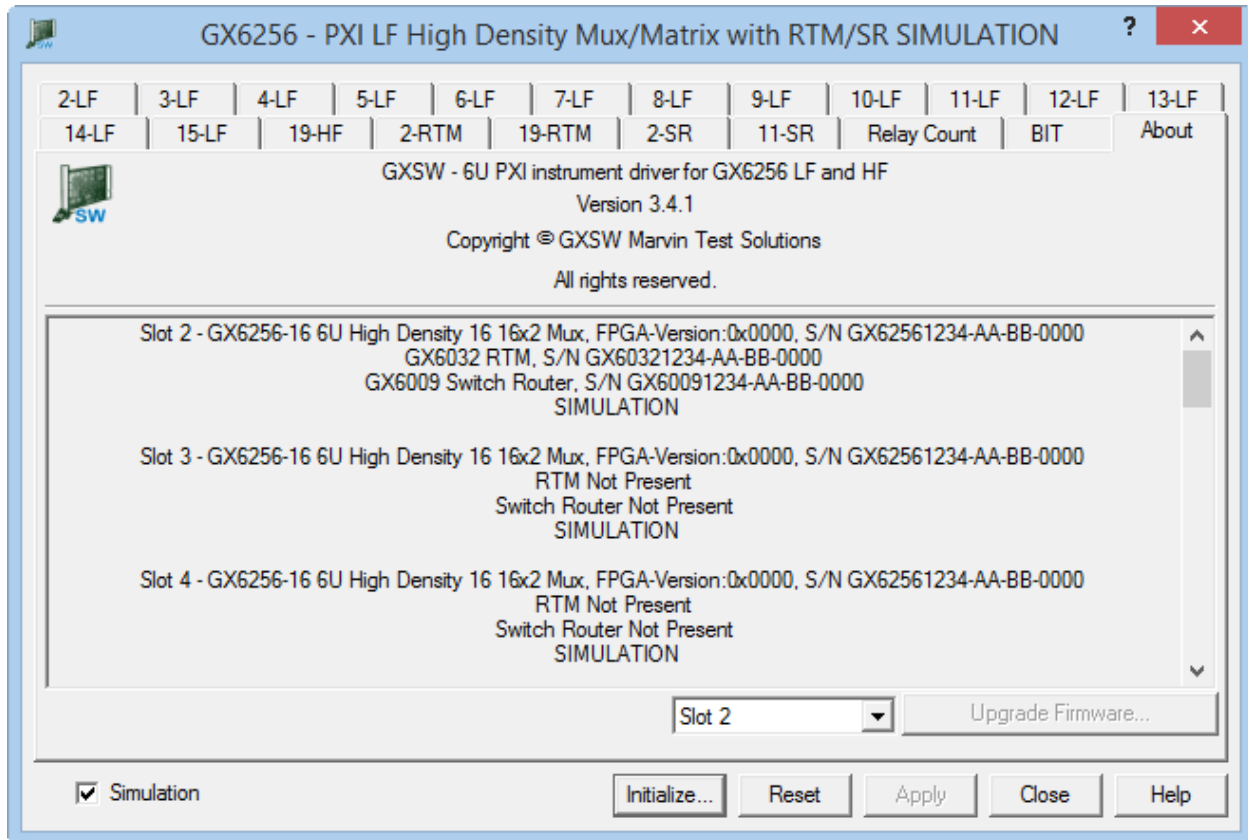 GX6256 - PXI LF High Density Mux/Matrix with RTM/SR SIMULATION ? ×
2-LF 3-LF 4-LF 5-LF 6-LF 7-LF 8-LF 9-LF 10-LF 11-LF 12-LF 13-LF
14-LF 15-LF 19-HF 2-RTM 19-RTM 2-SR 11-SR Relay Count BIT About
SW
GXSW - 6U PXI instrument driver for GX6256 LF and HF
Version 3.4.1
Copyright © GXSW Marvin Test Solutions
All rights reserved.
Slot 2 - GX6256-16 6U High Density 16 16x2 Mux, FPGA-Version:0x0000, S/N GX62561234-AA-BB-0000
GX6032 RTM, S/N GX60321234-AA-BB-0000
GX6009 Switch Router, S/N GX60091234-AA-BB-0000
SIMULATION
Slot 3 - GX6256-16 6U High Density 16 16x2 Mux, FPGA-Version:0x0000, S/N GX62561234-AA-BB-0000
RTM Not Present
Switch Router Not Present
SIMULATION
Slot 4 - GX6256-16 6U High Density 16 16x2 Mux, FPGA-Version:0x0000, S/N GX62561234-AA-BB-0000
RTM Not Present
Switch Router Not Present
SIMULATION
Slot 2 Upgrade Firmware...
Simulation Initialize... Reset Apply Close Help